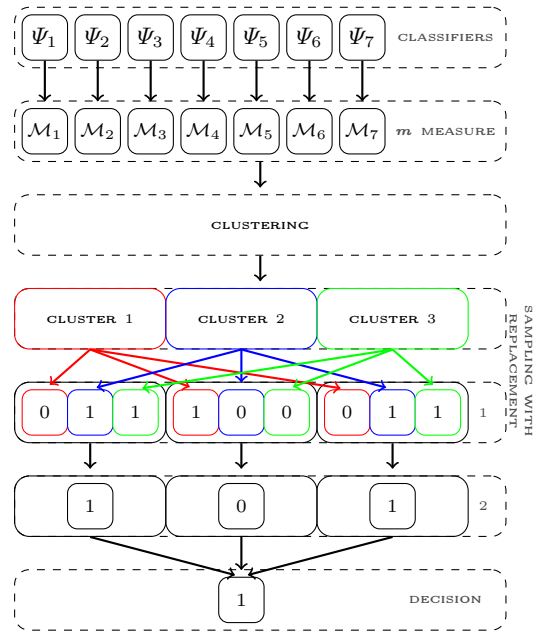 Ψ1 Ψ2 Ψ3 Ψ4 Ψ5 Ψ6 Ψ7 CLASSIFIERS
ℳ1 ℳ2 ℳ3 ℳ4 ℳ5 ℳ6 ℳ7 m MEASURE
CLUSTERING
CLUSTER 1 CLUSTER 2 CLUSTER 3
SAMPLING WITH
REPLACEMENT
0 1 1 1 0 0 0 1 1 1
1 0 1 2
1 DECISION